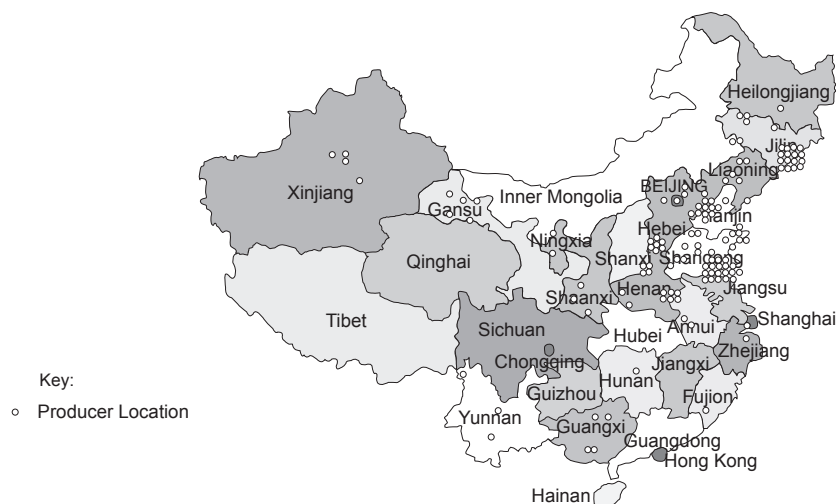 Heilongjiang
Jilin
Liaoning
BEIJING
Inner Mongolia
Xinjiang
Gansu
Tianjin
Hebei
Ningxia
Shanxi
Shandong
Qinghai
Henan
Jiangsu
Shaanxi
Tibet
Shanghai
Sichuan
Anhui
Hubei
Zhejiang
Chongqing
Jiangxi
Key:
Hunan
Guizhou
Fujion
Producer Location
Yunnan
Guangxi
Guangdong
Hong Kong
Hainan